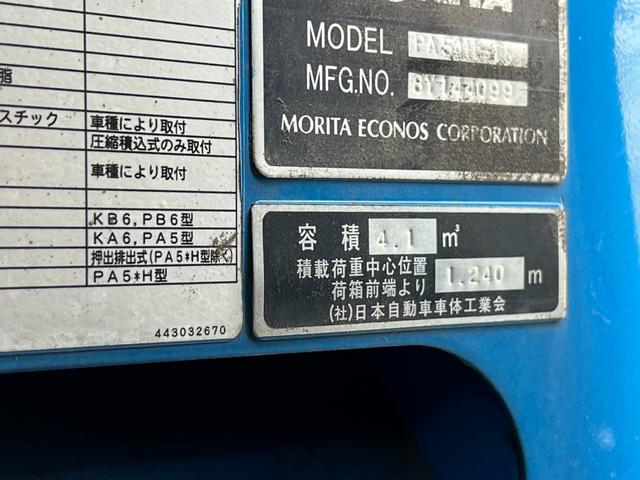 脂
スチック
車種により取付
圧縮積込式のみ取付
車種により取付
KB6,PB6型
KA6,PA5型
押出排出式(PA5*H型除く)
PA5*H型
443032670
MODEL
MFG.NO.
MORITA ECONOS CORPORATION
容積 4.1 m³
積載荷重中心位置
荷箱前端より 1.240 m
(社)日本自動車車体工業会